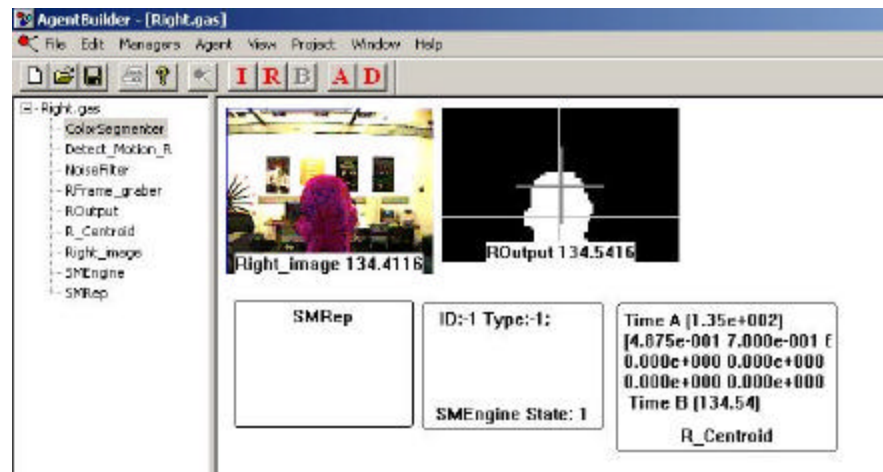 AgentBuilder - [Right.gas]
File Edit Managers Agent View Project Window Help
I R B A D
Right.gas
ColorSegmenter
Detect_Motion_R
NoiseFilter
RFrame_graber
ROutput
R_Centroid
Right_image
SMEngine
SMRep
Right_image 134.4116
ROutput 134.5416
SMRep
ID:-1 Type:-1:
SMEngine State: 1
Time A [1.35e+002]
[4.875e-001 7.000e-001
0.000e+000 0.000e+000
0.000e+000 0.000e+000
Time B [134.54]
R_Centroid